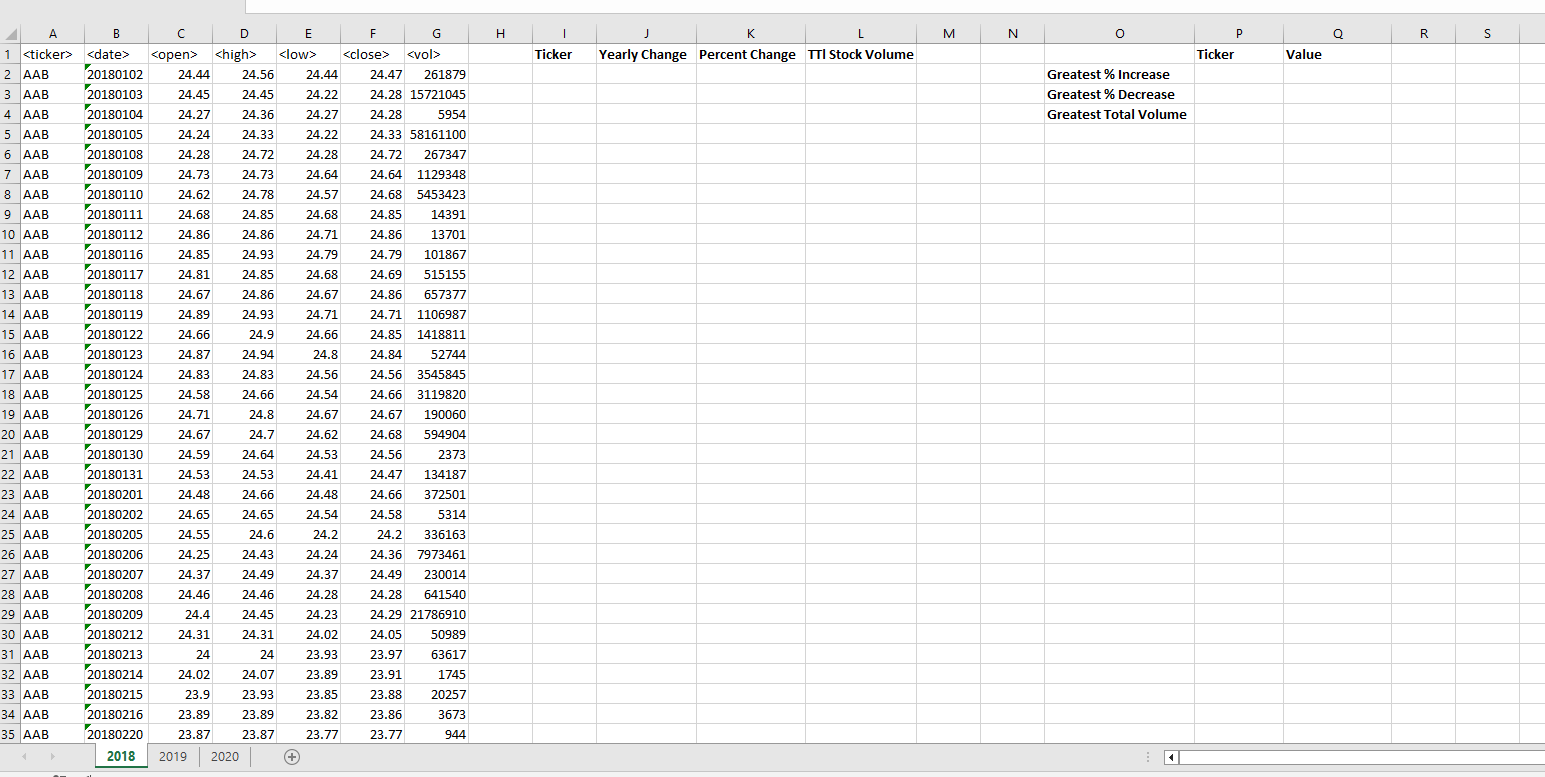 A B C D E F G H I J K L M N O P Q R S
1 <ticker> <date> <open> <high> <low> <close> <vol> Ticker Yearly Change Percent Change TTl Stock Volume Ticker Value
2 AAB 20180102 24.44 24.56 24.44 24.47 261879 Greatest % Increase
3 AAB 20180103 24.45 24.45 24.22 24.28 15721045 Greatest % Decrease
4 AAB 20180104 24.27 24.36 24.27 24.28 5954 Greatest Total Volume
5 AAB 20180105 24.24 24.33 24.22 24.33 58161100
6 AAB 20180108 24.28 24.72 24.28 24.72 267347
7 AAB 20180109 24.73 24.73 24.64 24.64 1129348
8 AAB 20180110 24.62 24.78 24.57 24.68 5453423
9 AAB 20180111 24.68 24.85 24.68 24.85 14391
10 AAB 20180112 24.86 24.86 24.71 24.86 13701
11 AAB 20180116 24.85 24.93 24.79 24.79 101867
12 AAB 20180117 24.81 24.85 24.68 24.69 515155
13 AAB 20180118 24.67 24.86 24.67 24.86 657377
14 AAB 20180119 24.89 24.93 24.71 24.71 1106987
15 AAB 20180122 24.66 24.9 24.66 24.85 1418811
16 AAB 20180123 24.87 24.94 24.8 24.84 52744
17 AAB 20180124 24.83 24.83 24.56 24.56 3545845
18 AAB 20180125 24.58 24.66 24.54 24.66 3119820
19 AAB 20180126 24.71 24.8 24.67 24.67 190060
20 AAB 20180129 24.67 24.7 24.62 24.68 594904
21 AAB 20180130 24.59 24.64 24.53 24.56 2373
22 AAB 20180131 24.53 24.53 24.41 24.47 134187
23 AAB 20180201 24.48 24.66 24.48 24.66 372501
24 AAB 20180202 24.65 24.65 24.54 24.58 5314
25 AAB 20180205 24.55 24.6 24.2 24.2 336163
26 AAB 20180206 24.25 24.43 24.24 24.36 7973461
27 AAB 20180207 24.37 24.49 24.37 24.49 230014
28 AAB 20180208 24.46 24.46 24.28 24.28 641540
29 AAB 20180209 24.4 24.45 24.23 24.29 21786910
30 AAB 20180212 24.31 24.31 24.02 24.05 50989
31 AAB 20180213 24 24 23.93 23.97 63617
32 AAB 20180214 24.02 24.07 23.89 23.91 1745
33 AAB 20180215 23.9 23.93 23.85 23.88 20257
34 AAB 20180216 23.89 23.89 23.82 23.86 3673
35 AAB 20180220 23.87 23.87 23.77 23.77 944
2018 2019 2020